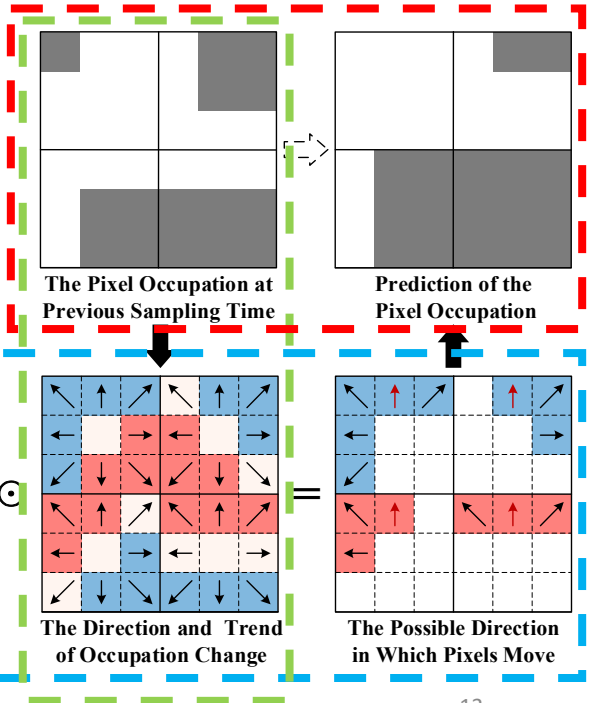 The Pixel Occupation at
Previous Sampling Time
Prediction of the
Pixel Occupation
The Direction and Trend
of Occupation Change
The Possible Direction
in Which Pixels Move